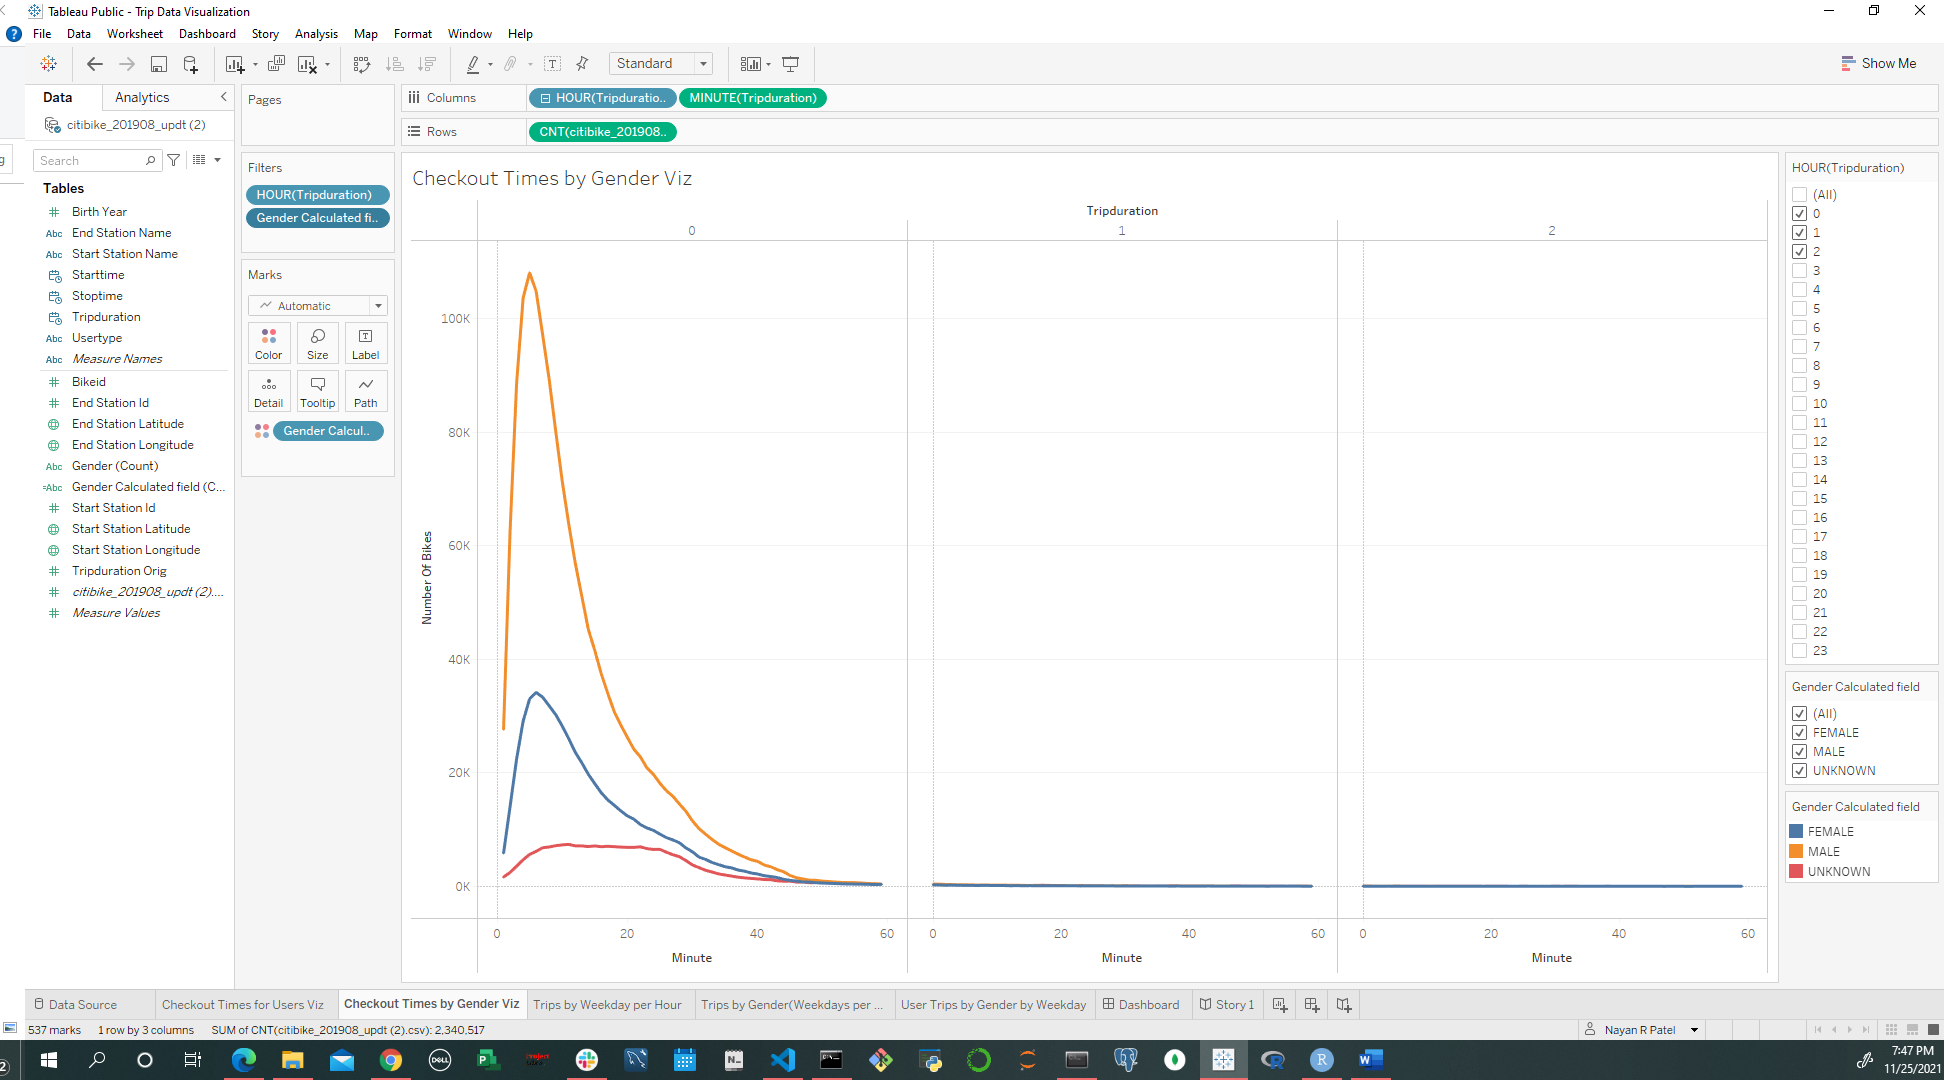 Tableau Public - Trip Data Visualization
File Data Worksheet Dashboard Story Analysis Map Format Window Help
Standard
Show Me
Data Analytics
citibike_201908_updt (2)
Search
Tables
Birth Year
Abc End Station Name
Abc Start Station Name
Starttime
Stoptime
Tripduration
Abc Usertype
Abc Measure Names
Bikeid
End Station Id
End Station Latitude
End Station Longitude
Abc Gender (Count)
=Abc Gender Calculated field (C...
Start Station Id
Start Station Latitude
Start Station Longitude
Tripduration Orig
citibike_201908_updt (2)....
Measure Values
Pages
Filters
HOUR(Tripduration)
Gender Calculated fi..
Marks
Automatic
Color Size Label
Detail Tooltip Path
Gender Calcul..
Columns HOUR(Tripduratio.. MINUTE(Tripduration)
Rows CNT(citibike_201908..
Checkout Times by Gender Viz
Tripduration
0 1 2
100K
80K
60K
40K
20K
0K
Number Of Bikes
0 20 40 60 0 20 40 60 0 20 40 60
Minute Minute Minute
HOUR(Tripduration)
(All)
0
1
2
3
4
5
6
7
8
9
10
11
12
13
14
15
16
17
18
19
20
21
22
23
Gender Calculated field
(All)
FEMALE
MALE
UNKNOWN
Gender Calculated field
FEMALE
MALE
UNKNOWN
Data Source Checkout Times for Users Viz Checkout Times by Gender Viz Trips by Weekday per Hour Trips by Gender(Weekdays per ... User Trips by Gender by Weekday Dashboard Story 1
537 marks 1 row by 3 columns SUM of CNT(citibike_201908_updt (2).csv): 2,340,517
Nayan R Patel
7:47 PM
11/25/2021